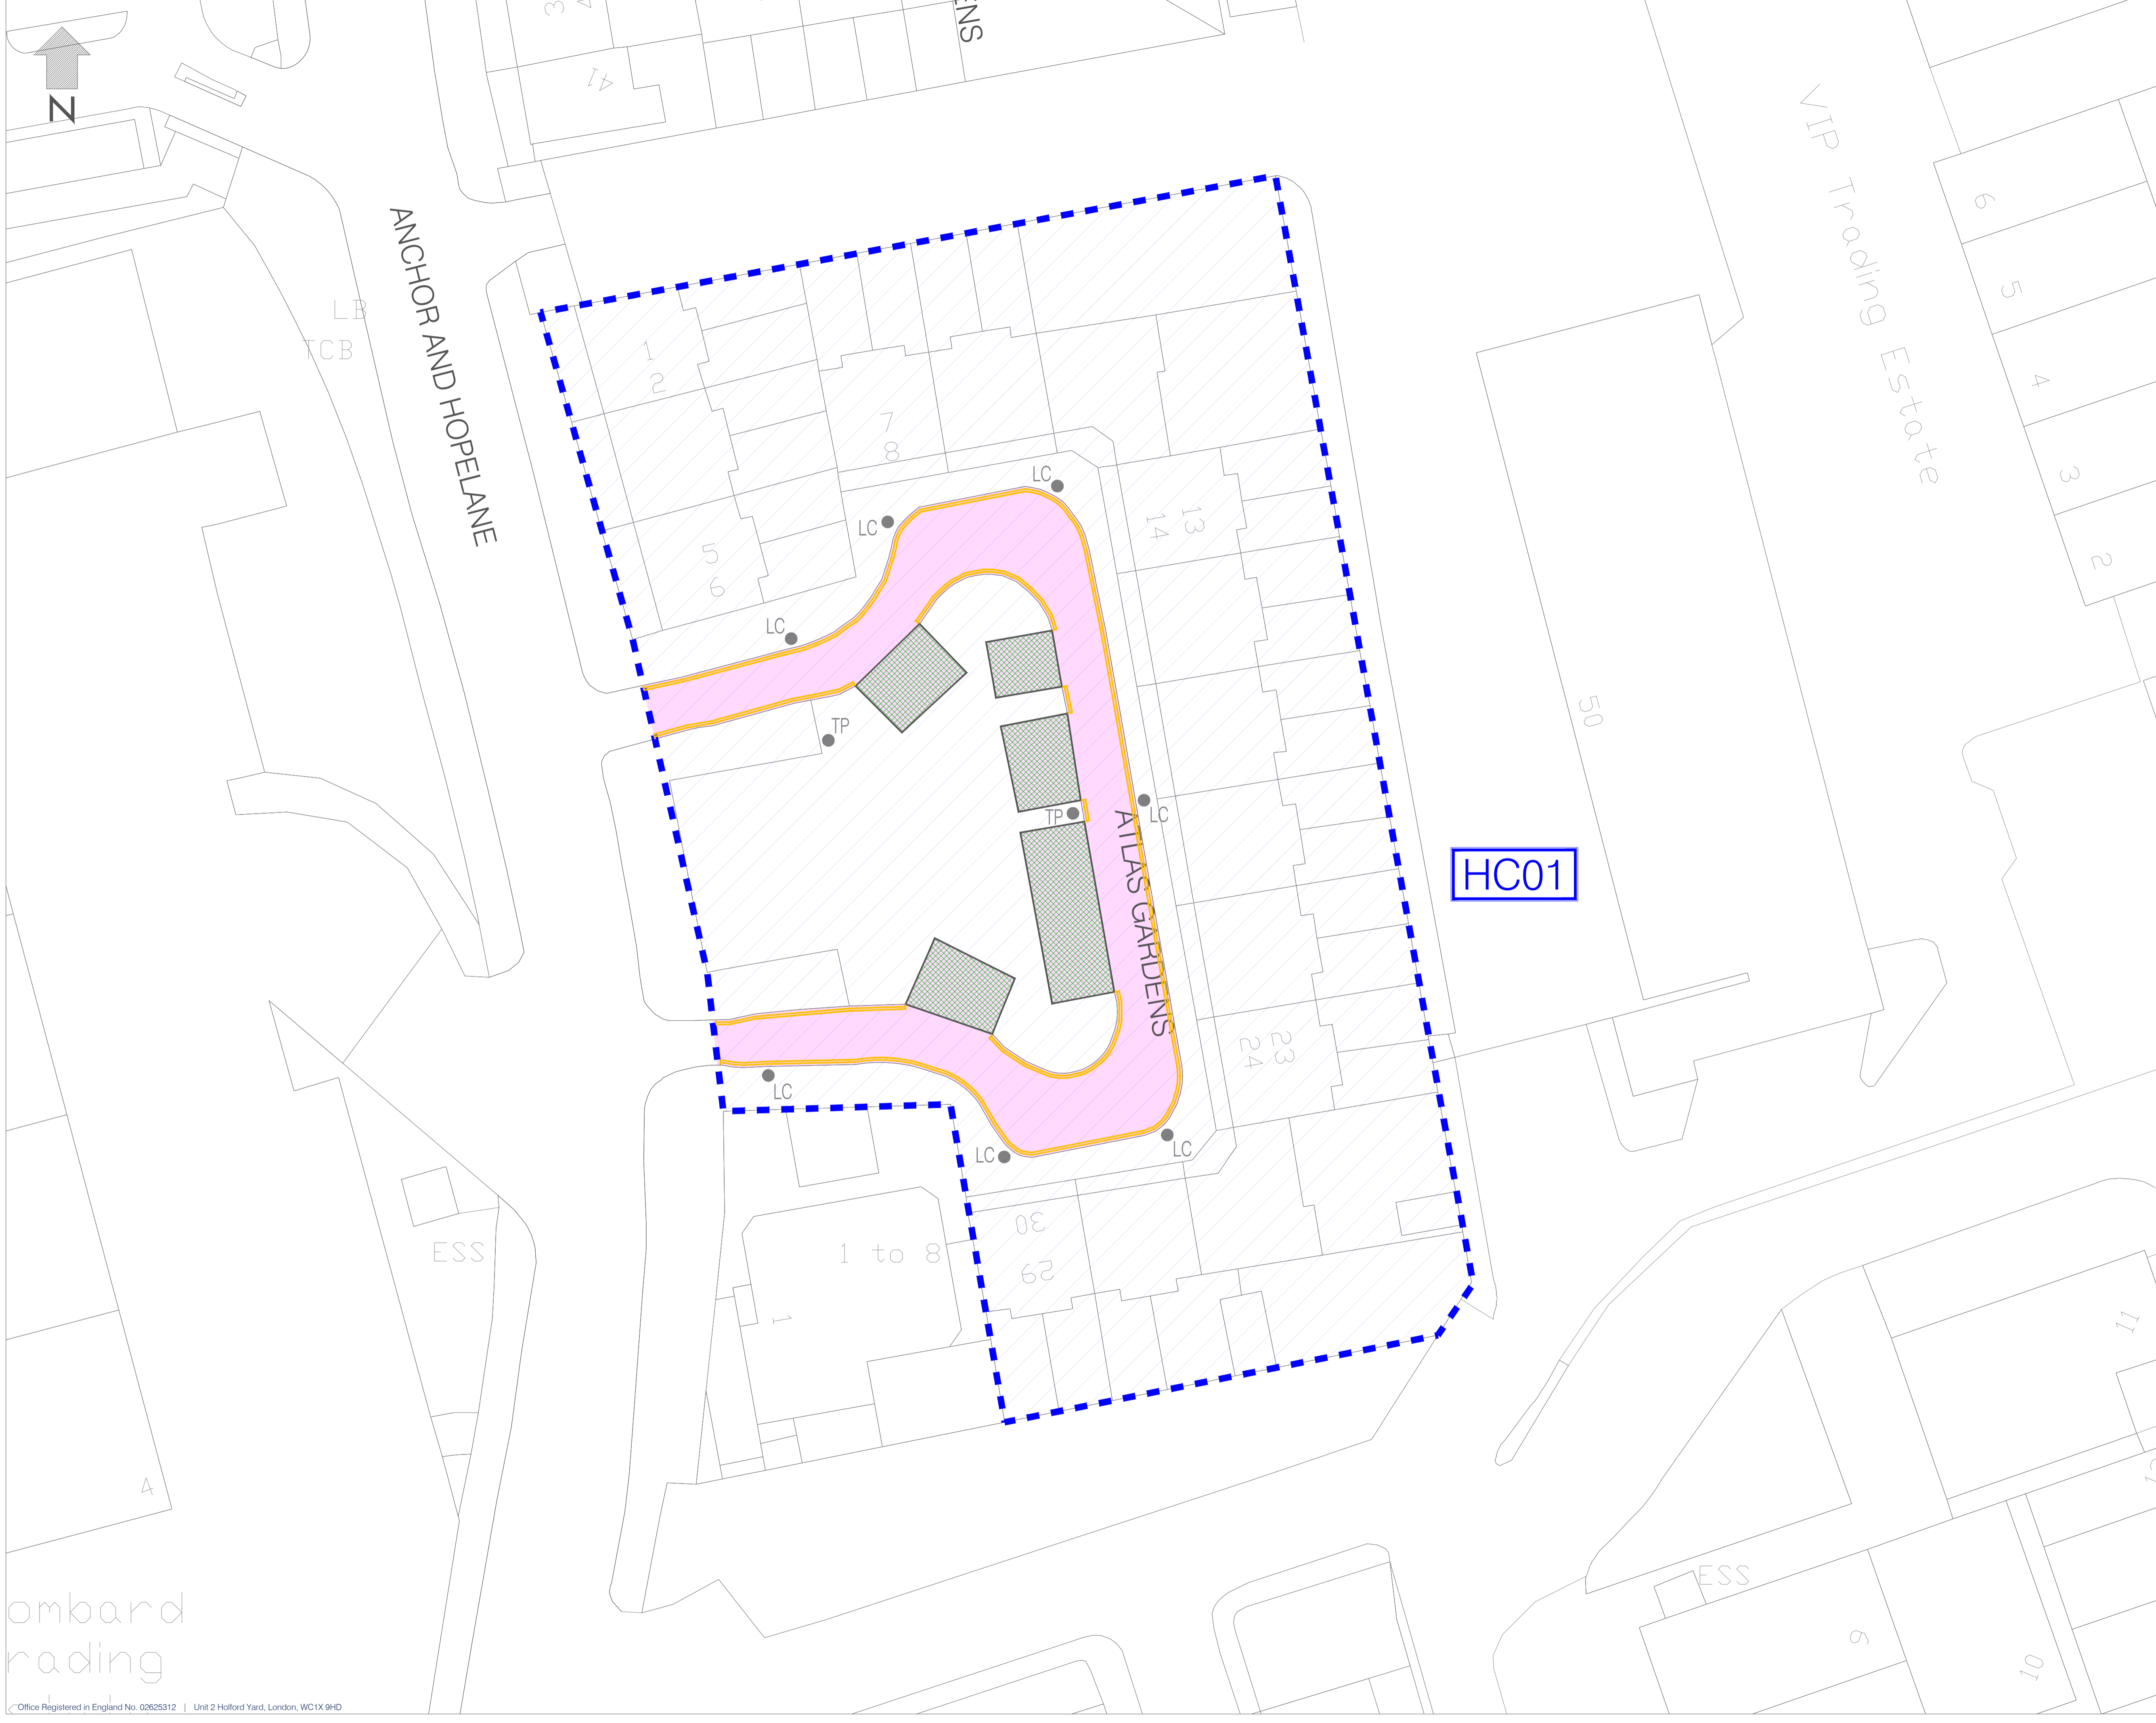 ENS
3
41
N
ANCHOR AND HOPELANE
LB
TCB
VIP Trading Estate
6
5
4
3
2
1
2
7
8
5
6
LC
LC
LC
14
13
TP
TP
LC
ATLAS GARDENS
50
HC01
24
23
LC
LC
LC
30
29
ESS
1 to 8
1
4
11
ESS
9
10
ombard
rading
Office Registered in England No. 02625312 | Unit 2 Holford Yard, London, WC1X 9HD